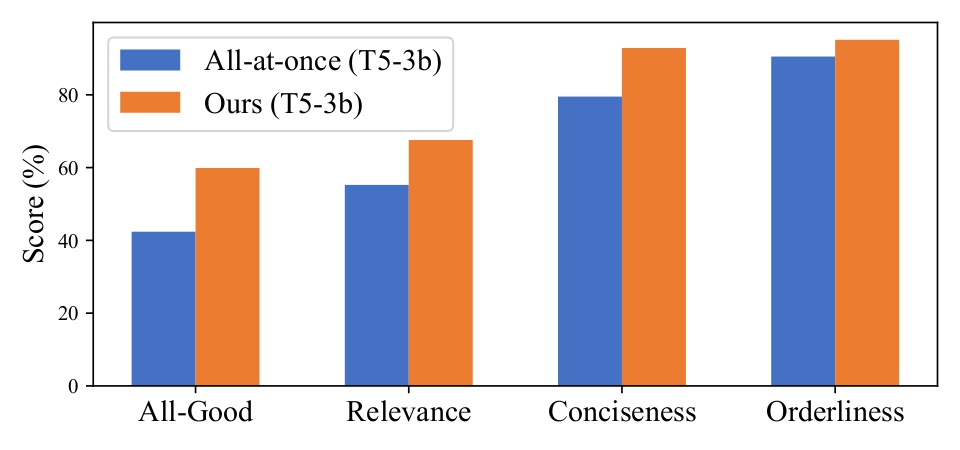 All-at-once (T5-3b)
Ours (T5-3b)
Score (%)
80
60
40
20
0
All-Good Relevance Conciseness Orderliness